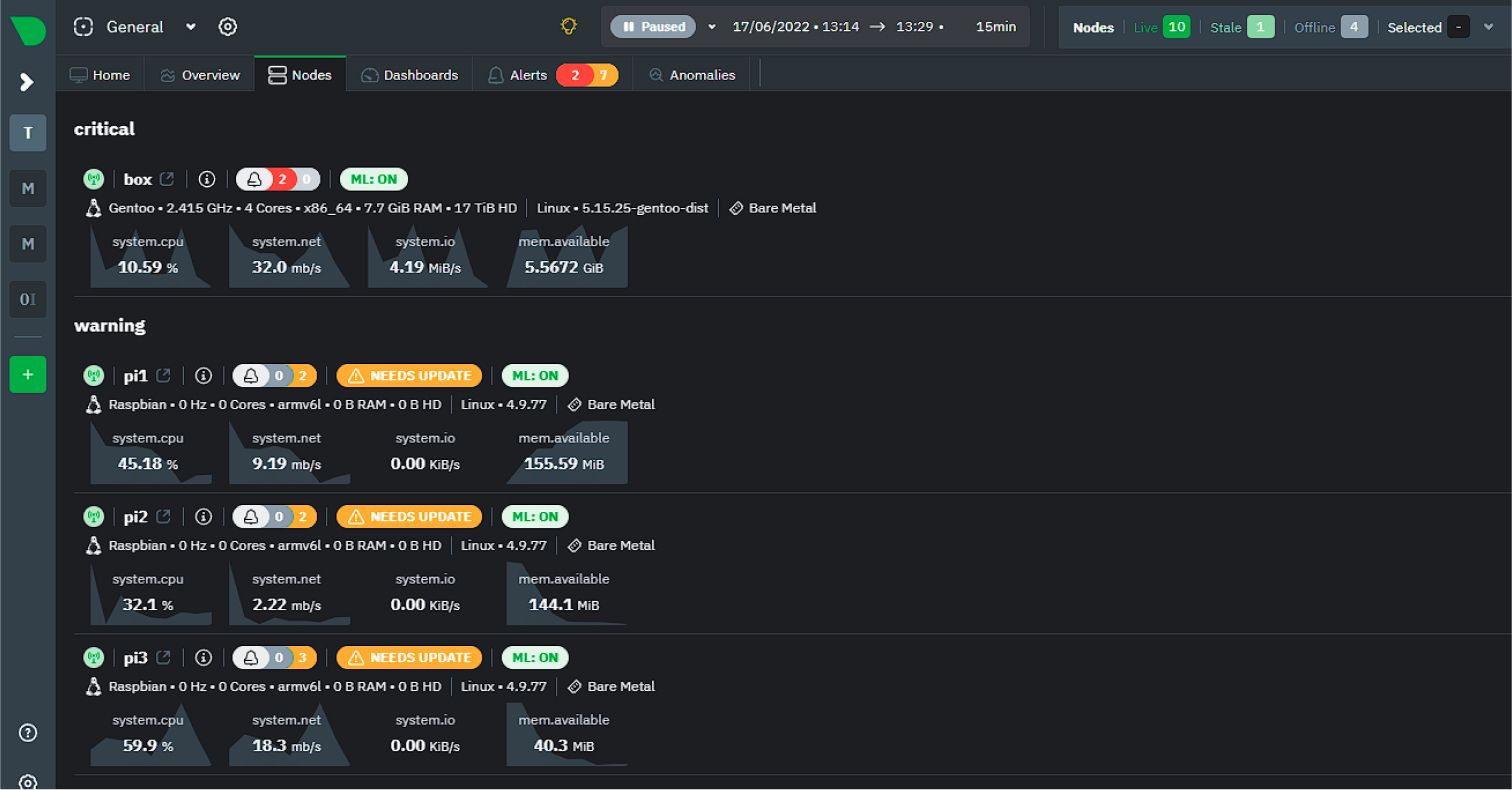 General
Paused 17/06/2022 • 13:14 → 13:29 • 15min
Nodes Live 10 Stale 1 Offline 4 Selected -
Home Overview Nodes Dashboards Alerts 2 7 Anomalies
T
M
M
OI
+
critical
box 2 0 ML: ON
Gentoo • 2.415 GHz • 4 Cores • x86_64 • 7.7 GiB RAM • 17 TiB HD Linux • 5.15.25-gentoo-dist Bare Metal
system.cpu system.net system.io mem.available
10.59 % 32.0 mb/s 4.19 MiB/s 5.5672 GiB
warning
pi1 0 2 NEEDS UPDATE ML: ON
Raspbian • 0 Hz • 0 Cores • armv6l • 0 B RAM • 0 B HD Linux • 4.9.77 Bare Metal
system.cpu system.net system.io mem.available
45.18 % 9.19 mb/s 0.00 KiB/s 155.59 MiB
pi2 0 2 NEEDS UPDATE ML: ON
Raspbian • 0 Hz • 0 Cores • armv6l • 0 B RAM • 0 B HD Linux • 4.9.77 Bare Metal
system.cpu system.net system.io mem.available
32.1 % 2.22 mb/s 0.00 KiB/s 144.1 MiB
pi3 0 3 NEEDS UPDATE ML: ON
Raspbian • 0 Hz • 0 Cores • armv6l • 0 B RAM • 0 B HD Linux • 4.9.77 Bare Metal
system.cpu system.net system.io mem.available
59.9 % 18.3 mb/s 0.00 KiB/s 40.3 MiB